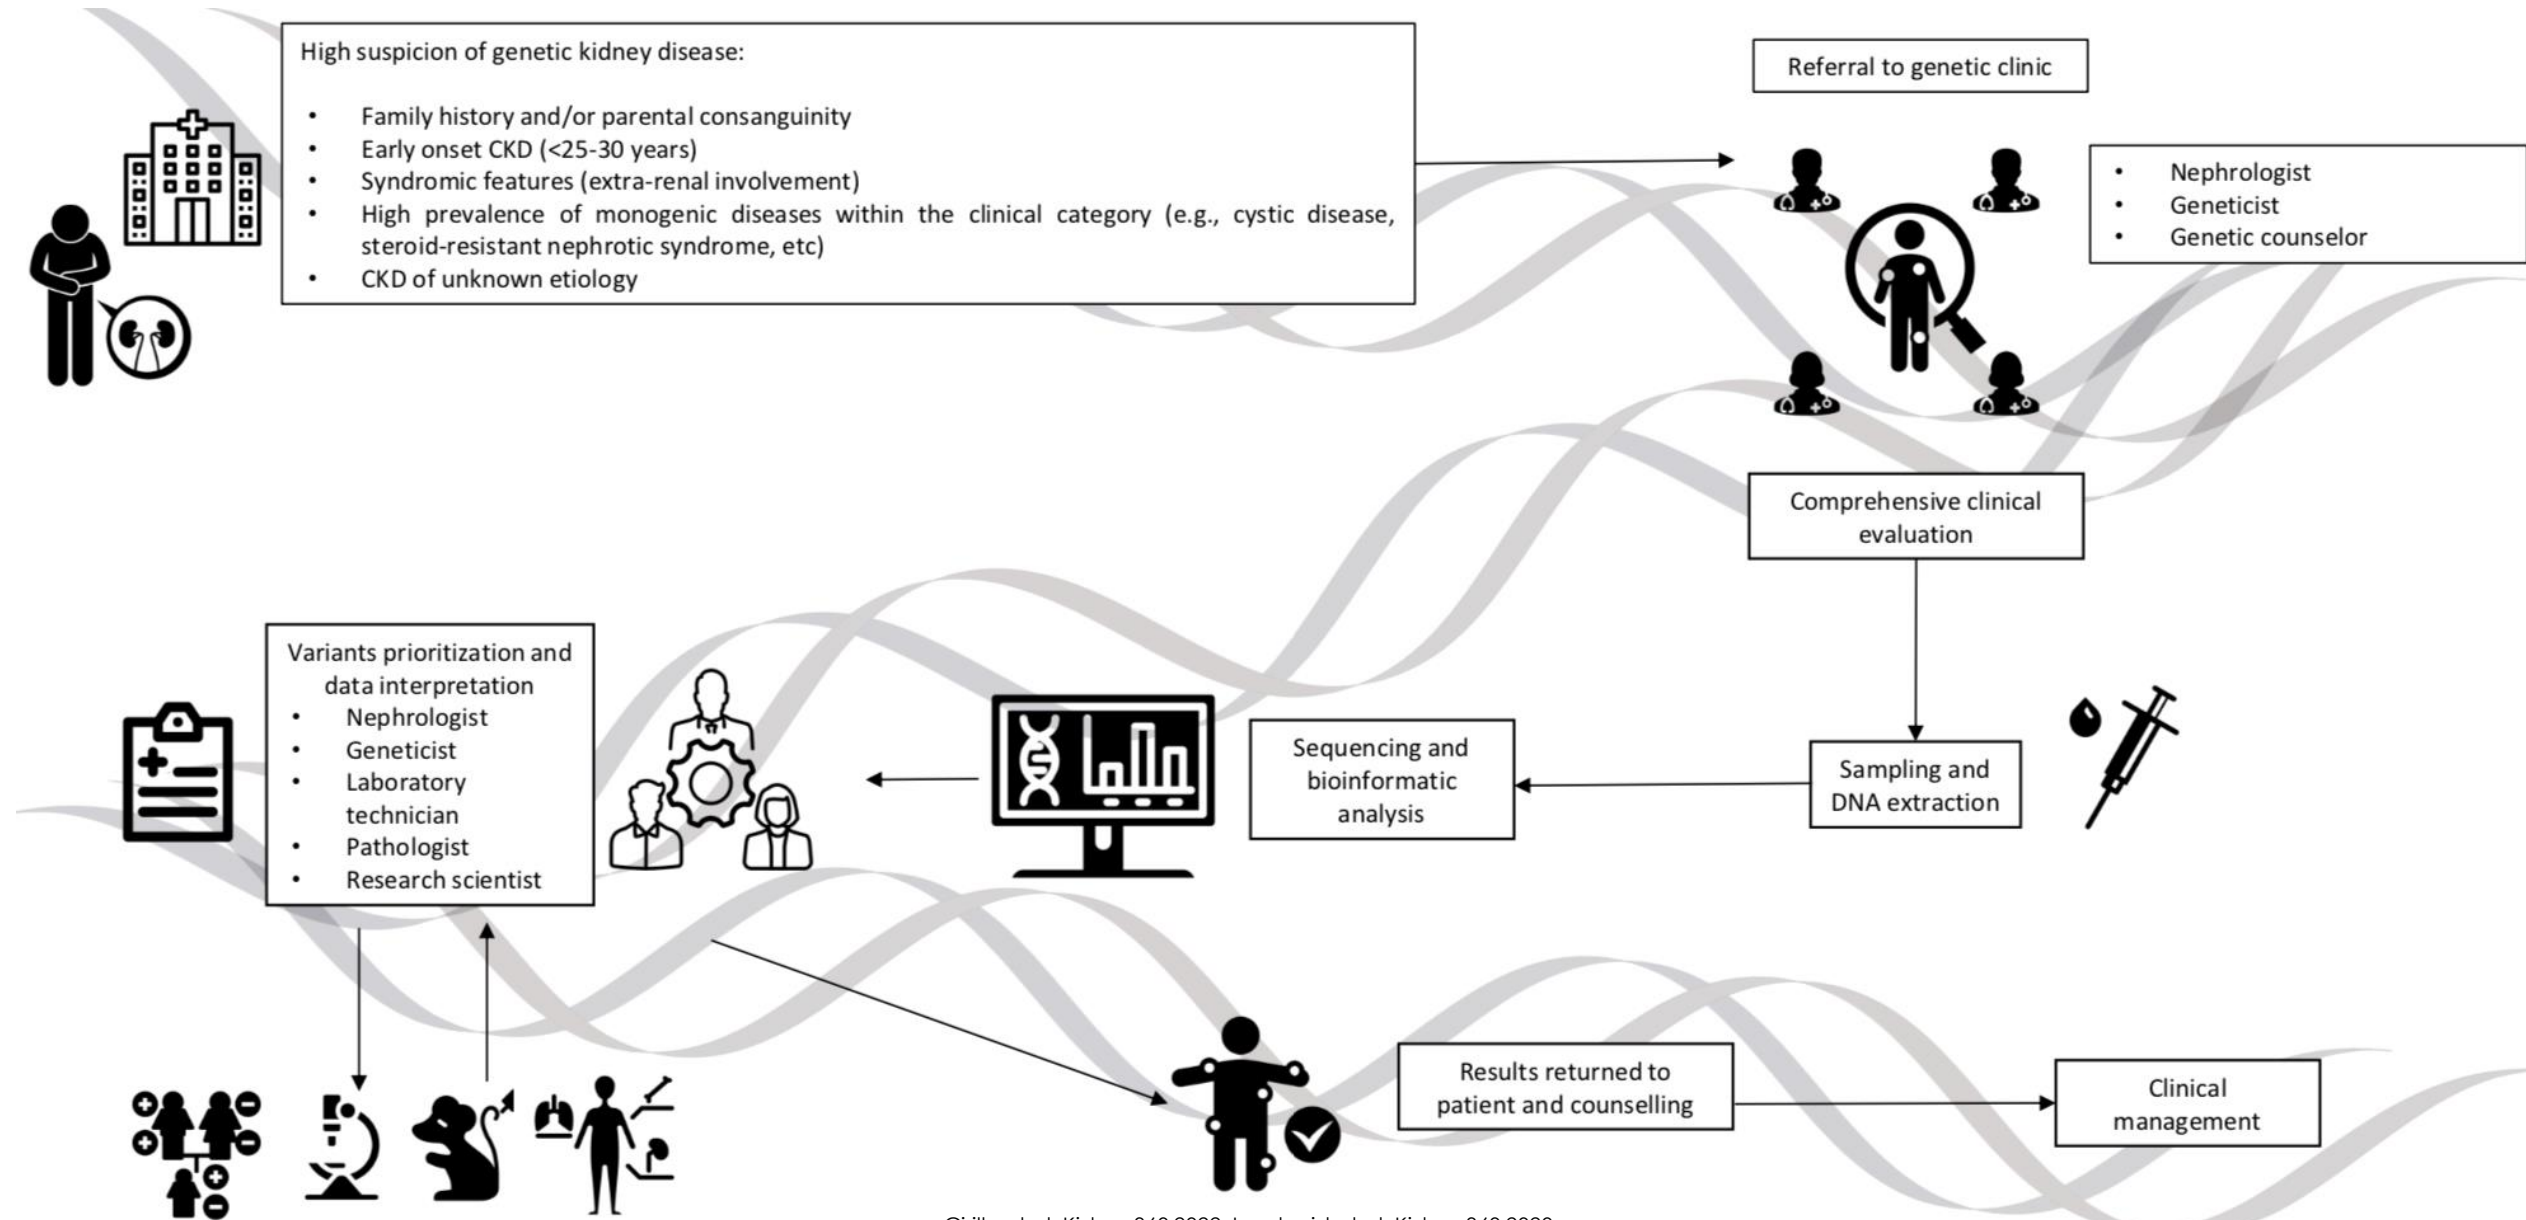 High suspicion of genetic kidney disease:
• Family history and/or parental consanguinity
• Early onset CKD (<25-30 years)
• Syndromic features (extra-renal involvement)
• High prevalence of monogenic diseases within the clinical category (e.g., cystic disease,
steroid-resistant nephrotic syndrome, etc)
• CKD of unknown etiology
Referral to genetic clinic
• Nephrologist
• Geneticist
• Genetic counselor
Comprehensive clinical
evaluation
Sampling and
DNA extraction
Sequencing and
bioinformatic
analysis
Variants prioritization and
data interpretation
• Nephrologist
• Geneticist
• Laboratory
technician
• Pathologist
• Research scientist
Results returned to
patient and counselling
Clinical
management